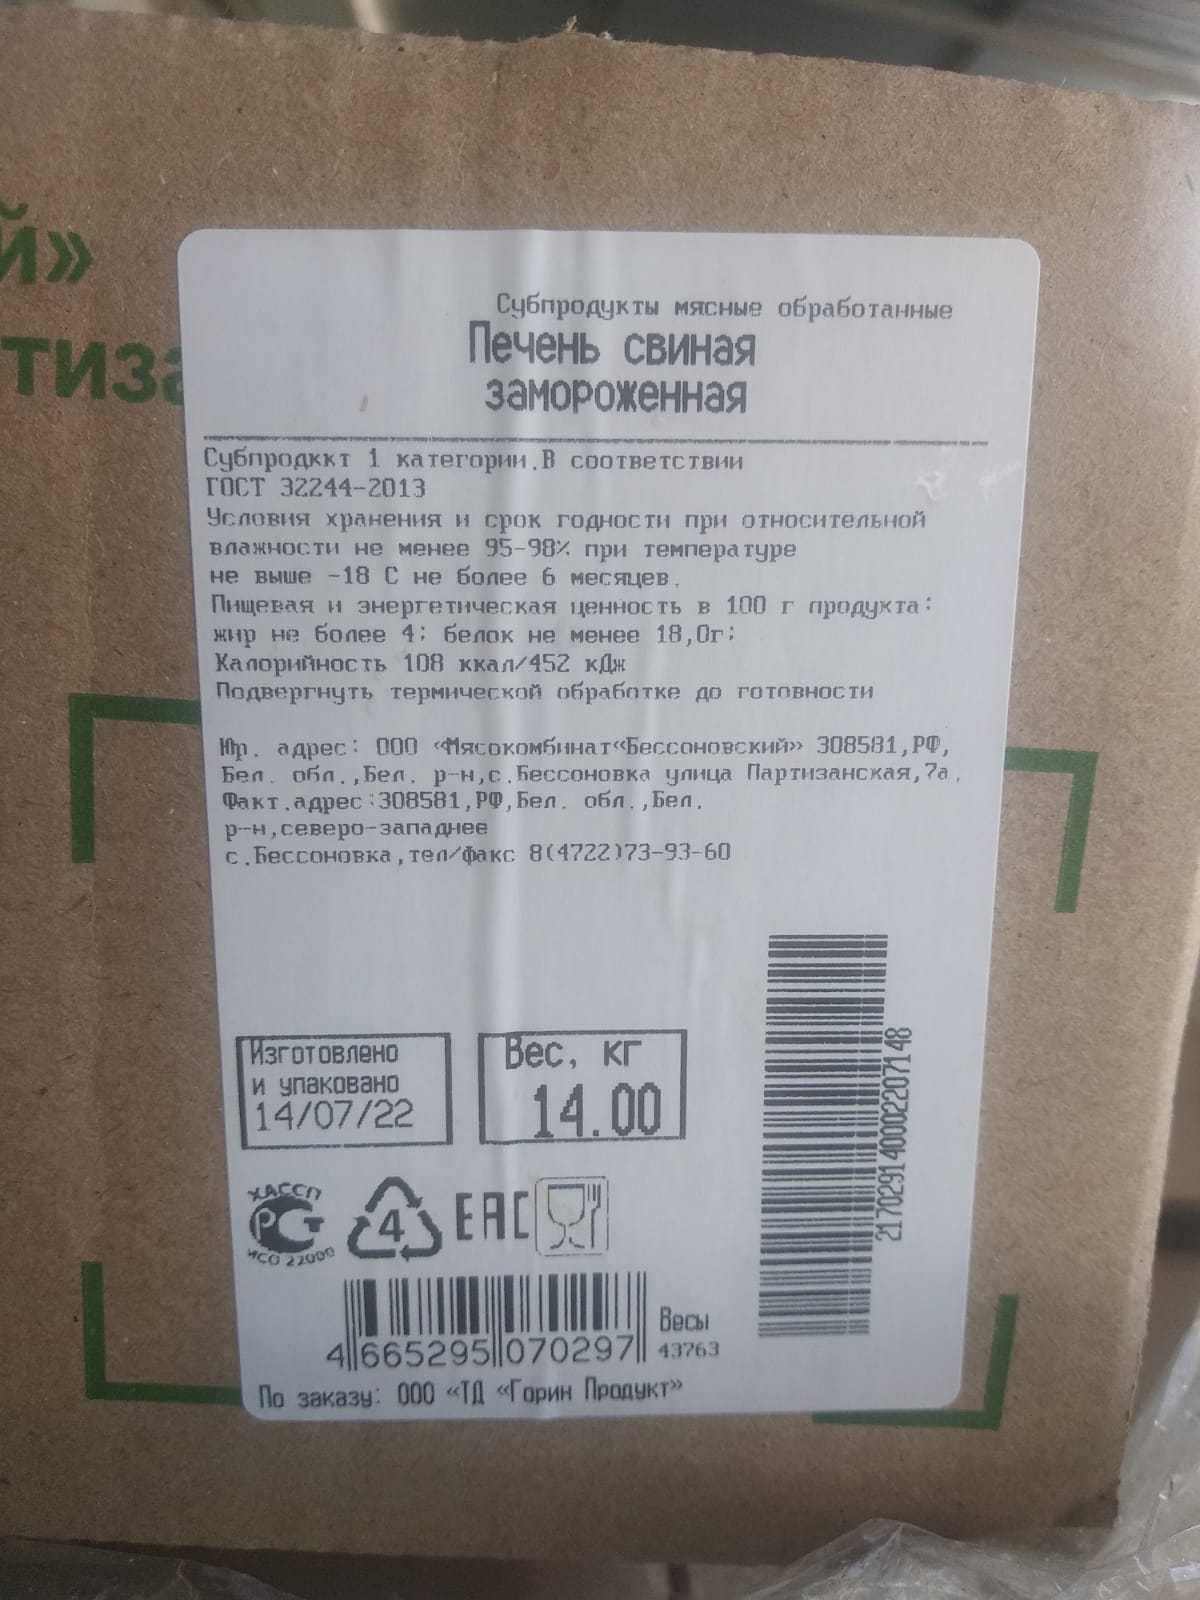 й»
тиза
Субпродукты мясные обработанные
Печень свиная
замороженная
Субпродккт 1 категории.В соответствии
ГОСТ 32244-2013
Условия хранения и срок годности при относительной
влажности не менее 95-98% при температуре
не выше -18 С не более 6 месяцев.
Пищевая и энергетическая ценность в 100 г продукта:
жир не более 4; белок не менее 18,0г;
Калорийность 108 ккал/452 кДж
Подвергнуть термической обработке до готовности
Юр. адрес: ООО «Мясокомбинат«Бессоновский» 308581,РФ,
Бел. обл.,Бел. р-н,с.Бессоновка улица Партизанская,7а.
Факт.адрес:308581,РФ,Бел. обл.,Бел.
р-н,северо-западнее
с.Бессоновка,тел/факс 8(4722)73-93-60
Изготовлено
и упаковано
14/07/22
Вес, кг
14.00
2170291400022071​48
ХАССП
РСТ
ИСО 22000
4
EAC
4 665295 070297
Весы
43763
По заказу: ООО «ТД «Горин Продукт»